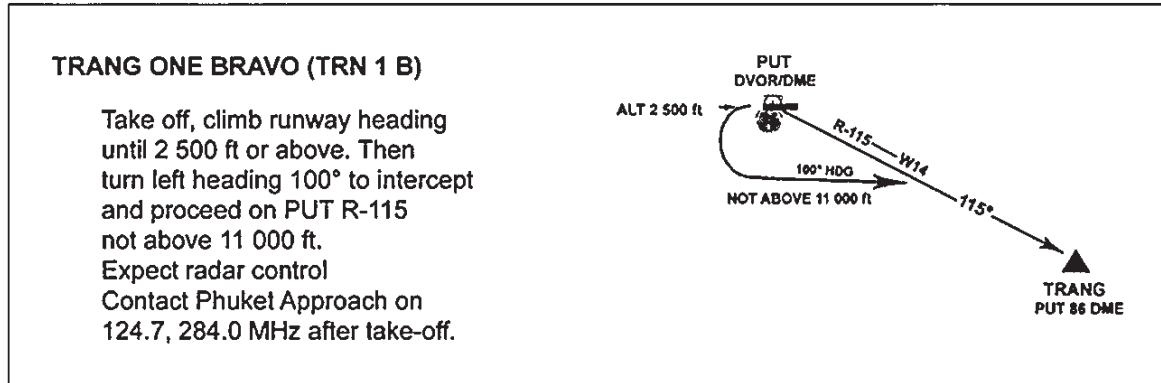 TRANG ONE BRAVO (TRN 1 B)
Take off, climb runway heading
until 2 500 ft or above. Then
turn left heading 100° to intercept
and proceed on PUT R-115
not above 11 000 ft.
Expect radar control
Contact Phuket Approach on
124.7, 284.0 MHz after take-off.
PUT
DVOR/DME
ALT 2 500 ft
R-115
W14
100° HDG
NOT ABOVE 11 000 ft
115°
TRANG
PUT 86 DME